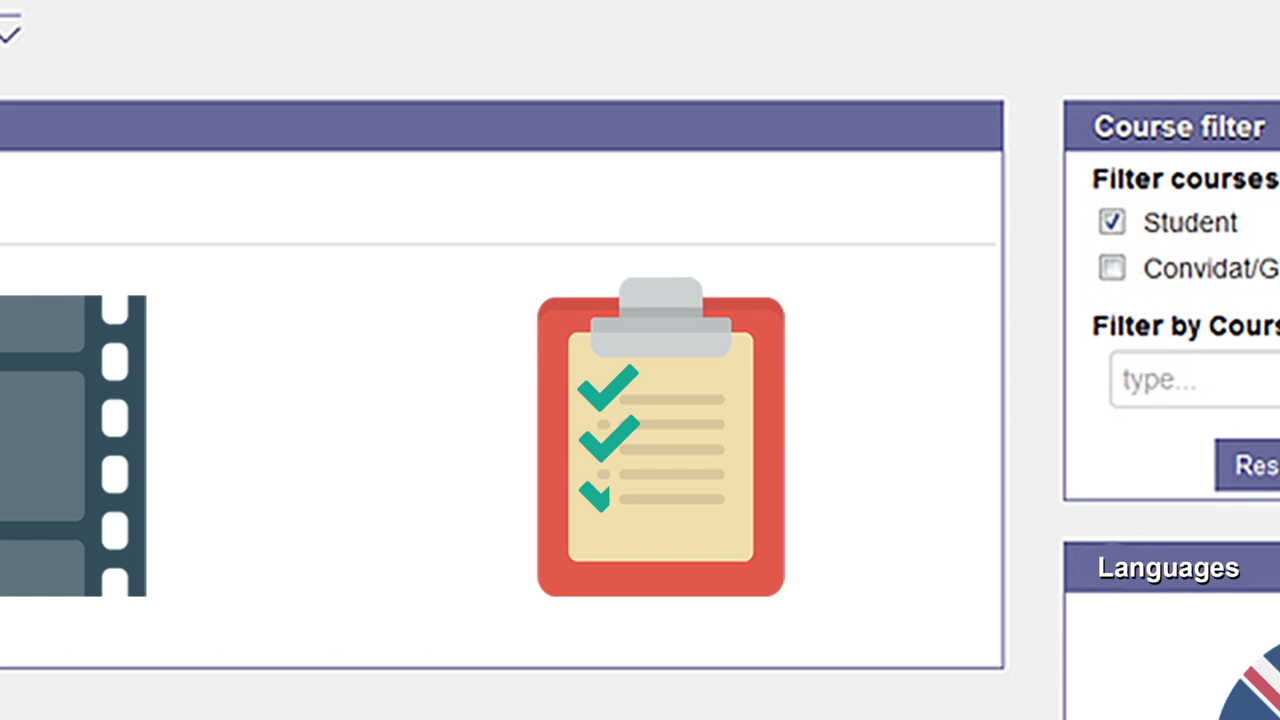 Course filter
Filter courses
Student
Convidat/G
Filter by Cours
type...
Res
Languages